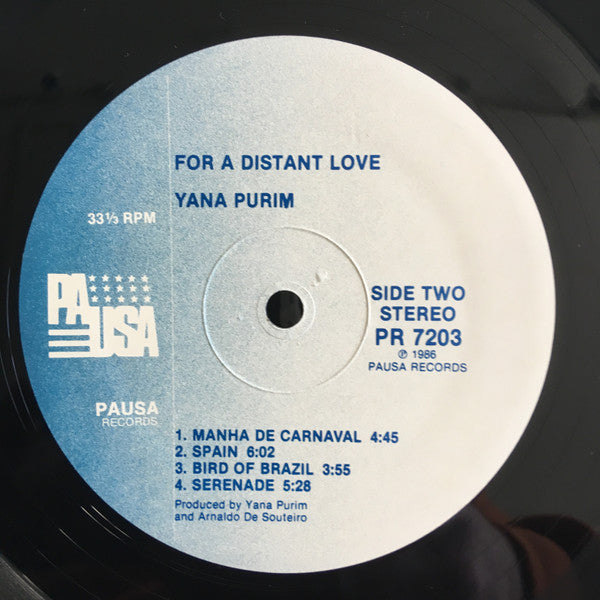 FOR A DISTANT LOVE
YANA PURIM
33⅓ RPM
PAUSA
SIDE TWO
STEREO
PR 7203
℗ 1986
PAUSA RECORDS
PAUSA
RECORDS
1. MANHA DE CARNAVAL 4:45
2. SPAIN 6:02
3. BIRD OF BRAZIL 3:55
4. SERENADE 5:28
Produced by Yana Purim
and Arnaldo De Souteiro